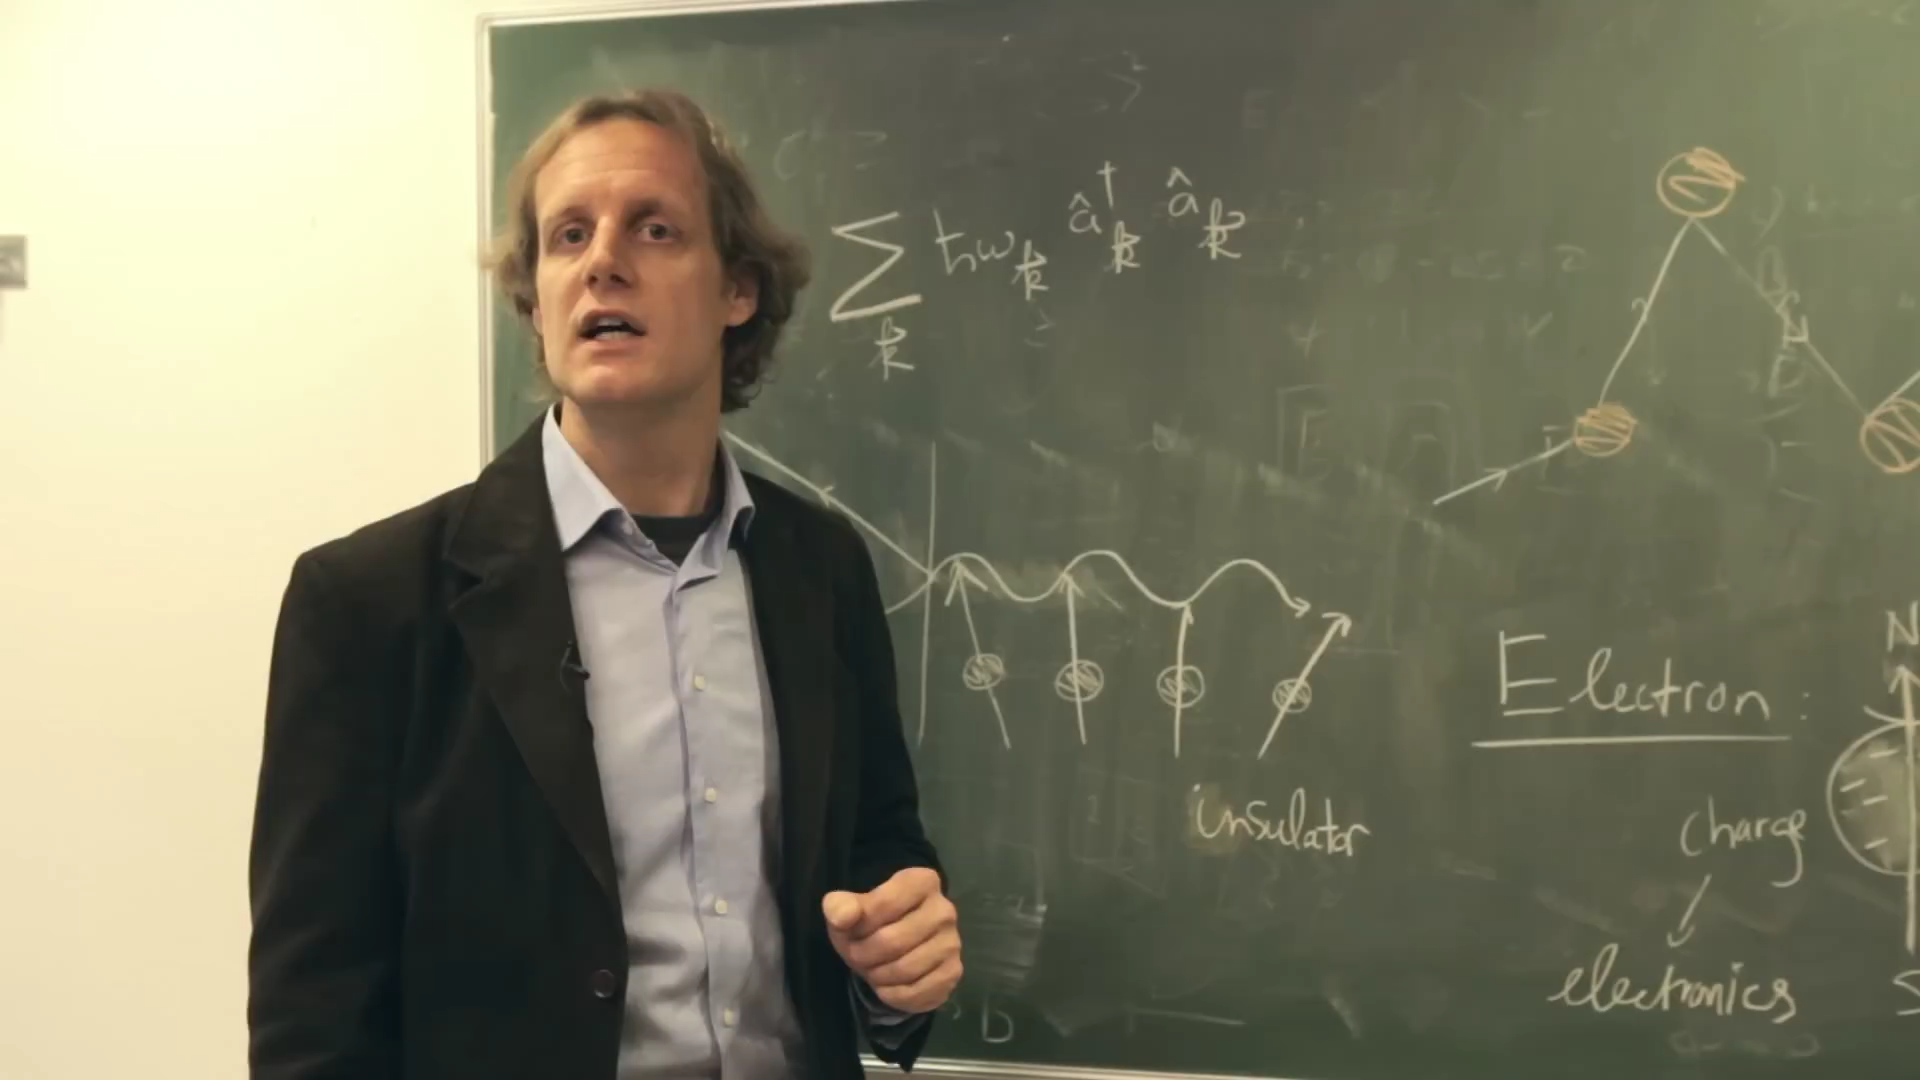 ∑ ħω_k⃗ â†_k⃗ â_k⃗
k⃗
N
Electron:
insulator
charge
electronics
S
D